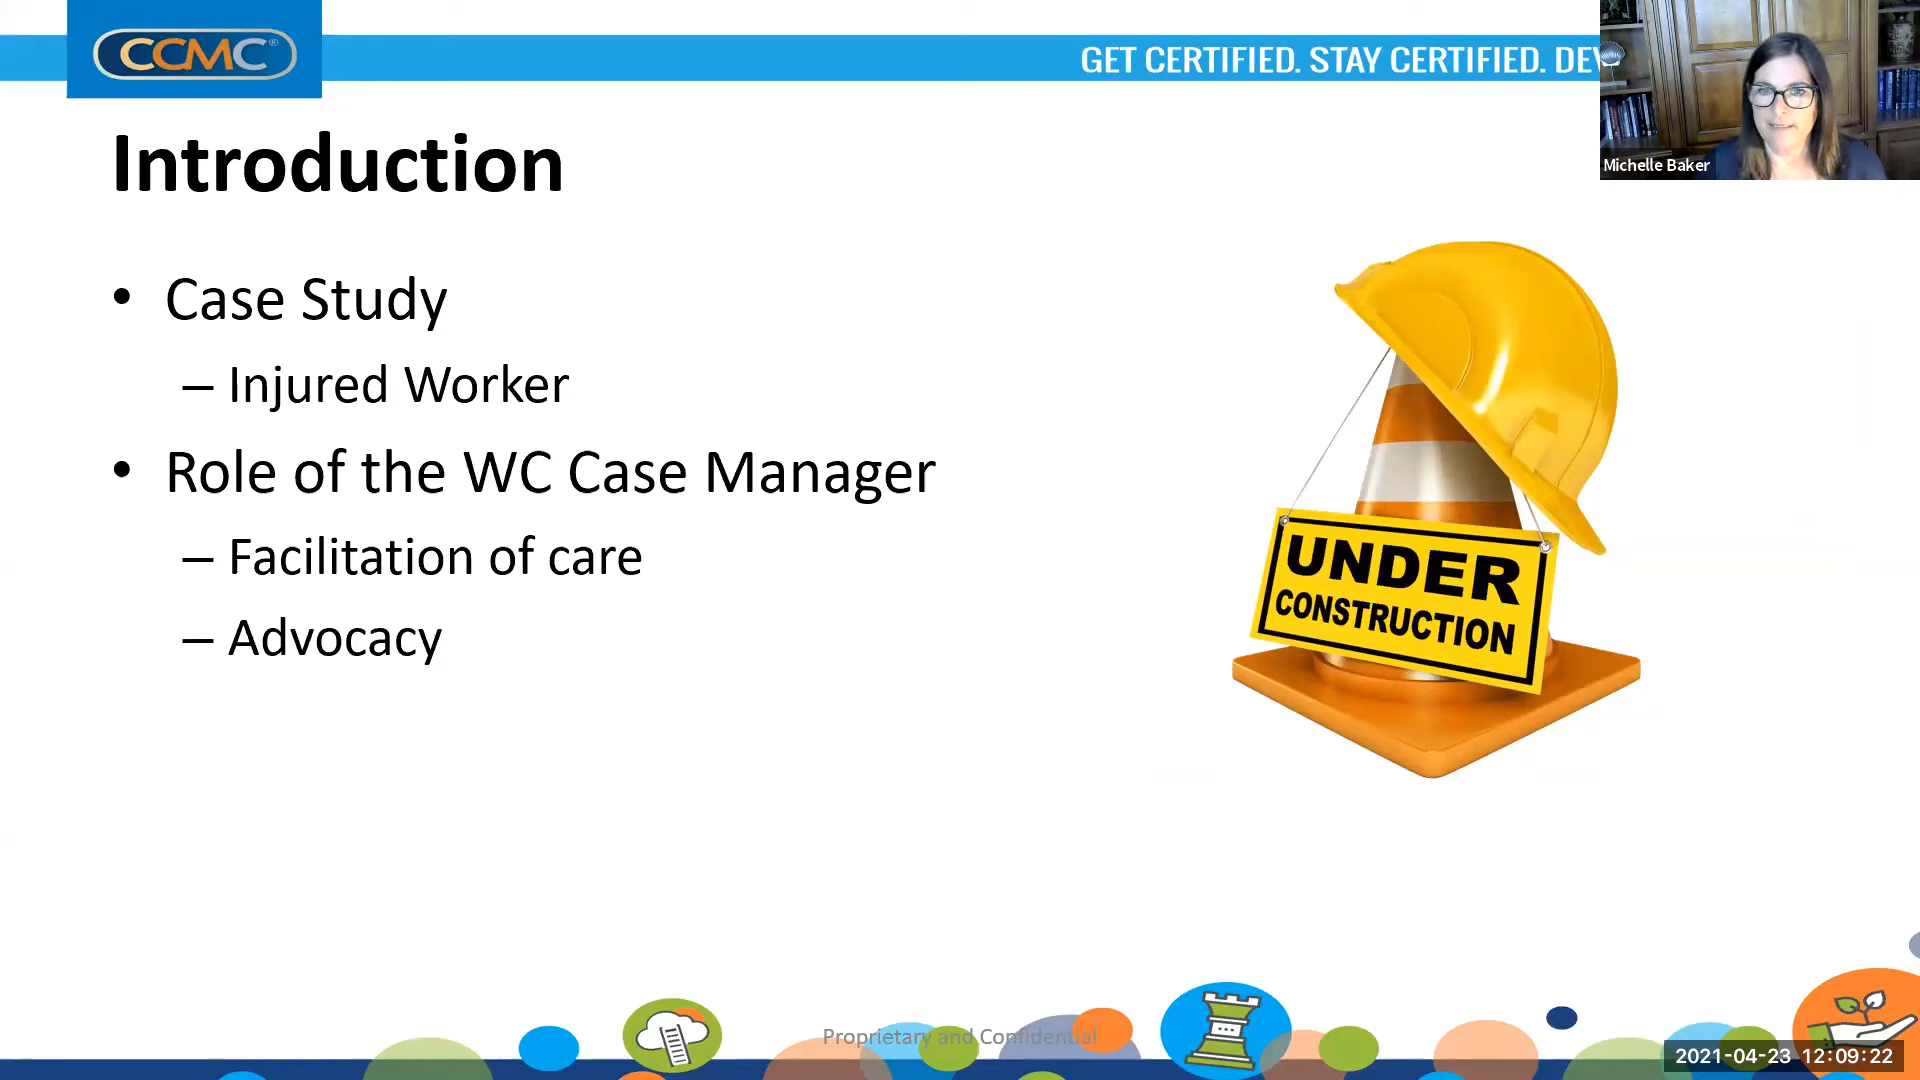 CCMC®
GET CERTIFIED. STAY CERTIFIED.
Michelle Baker
Introduction
• Case Study
– Injured Worker
• Role of the WC Case Manager
– Facilitation of care
– Advocacy
UNDER
CONSTRUCTION
Proprietary and Confidential
2021-04-23 12:09:22